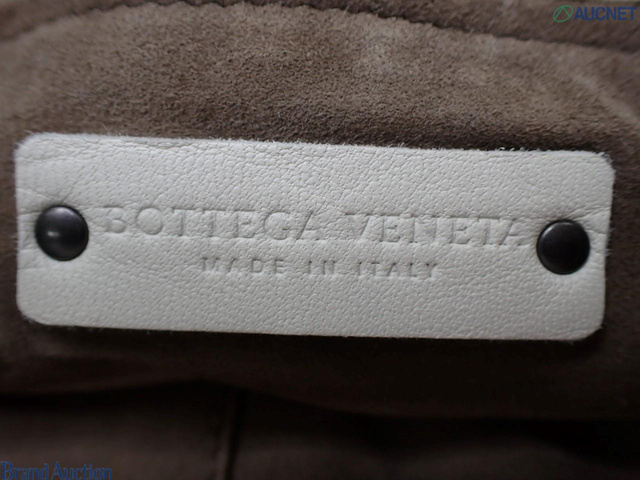 AUCNET
BOTTEGA VENETA
MADE IN ITALY
Brand Auction